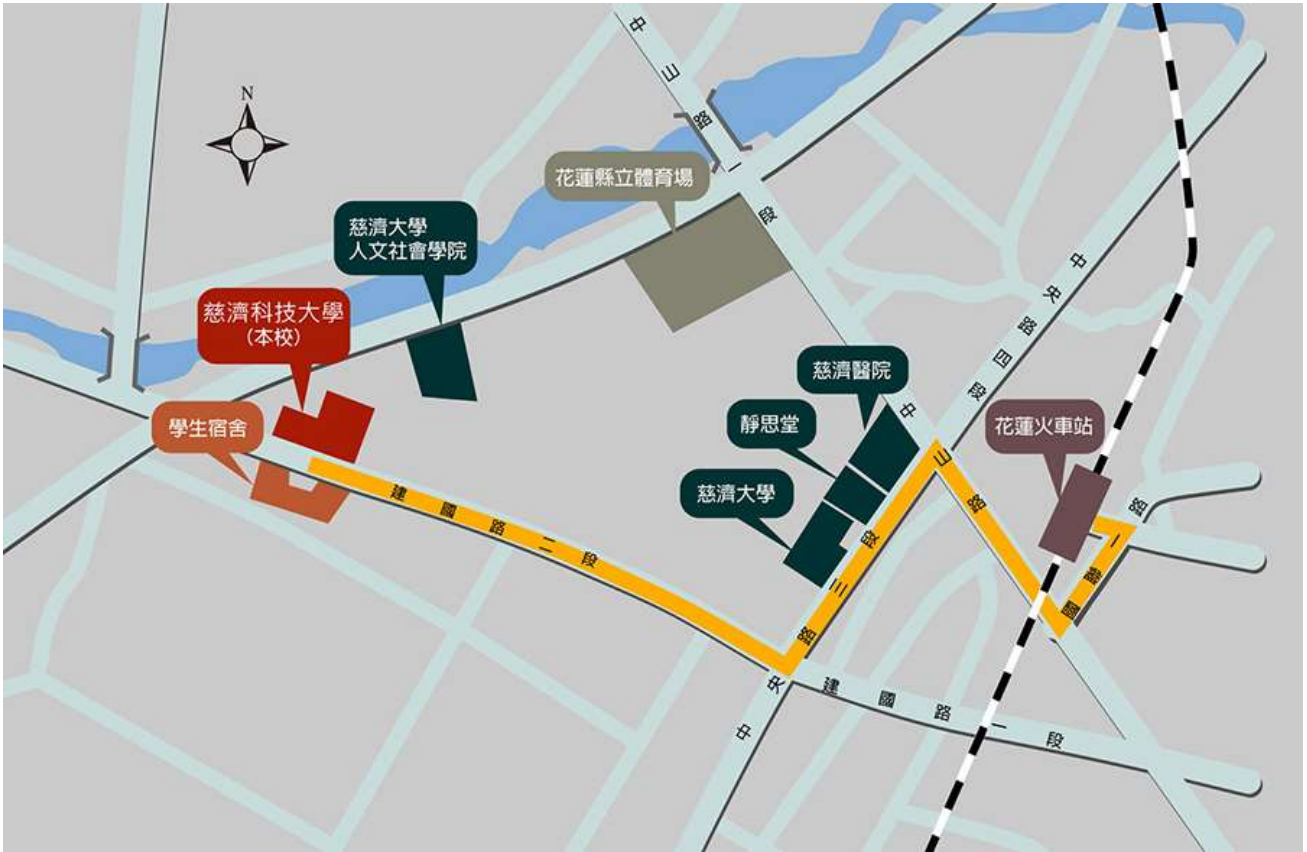 N
中山路一段
花蓮縣立體育場
慈濟大學
人文社會學院
慈濟科技大學
(本校)
學生宿舍
中央路四段
慈濟醫院
靜思堂
慈濟大學
花蓮火車站
中山路
國聯一路
建國路二段
中央路三段
建國路一段